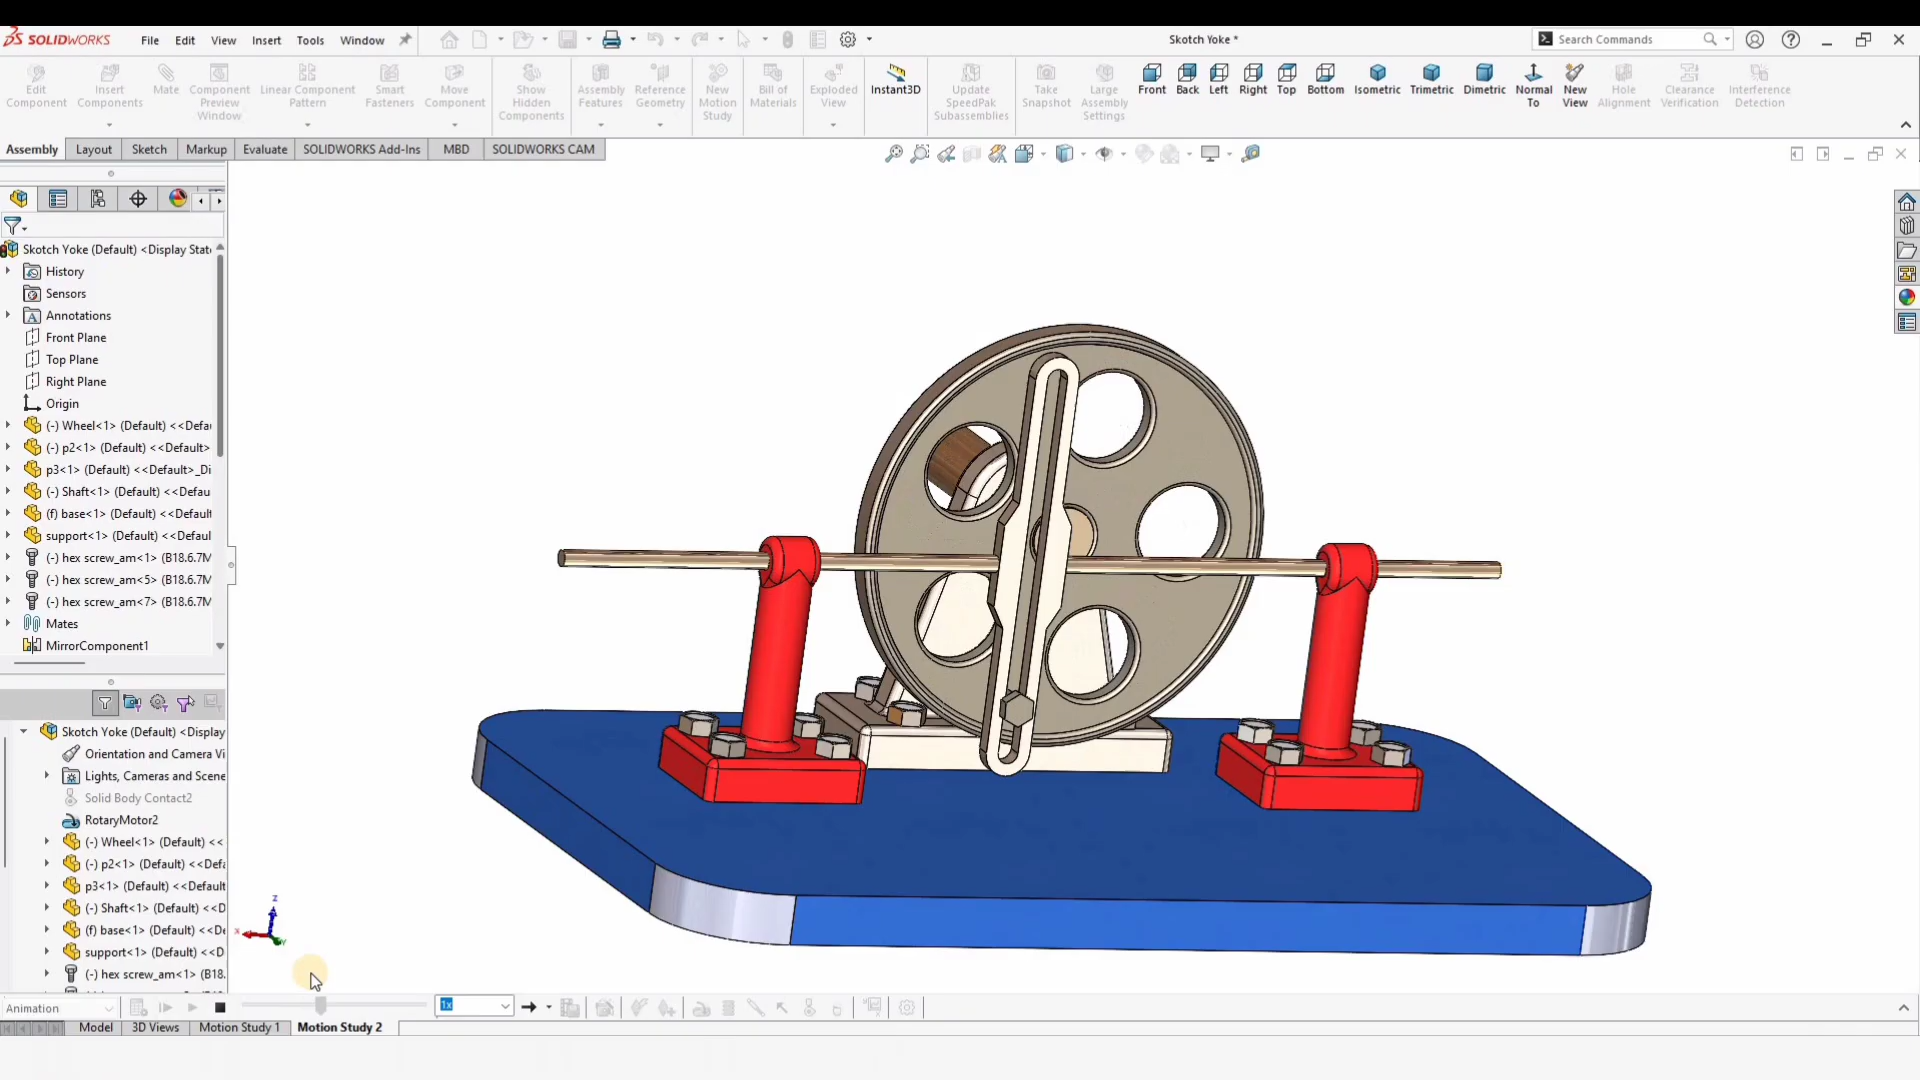 SOLIDWORKS File Edit View Insert Tools Window Skotch Yoke * Search Commands
Edit Component Insert Components Mate Component Preview Window Linear Component Pattern Smart Fasteners Move Component Show Hidden Components Assembly Features Reference Geometry New Motion Study Bill of Materials Exploded View Instant3D Update SpeedPak Subassemblies Take Snapshot Large Assembly Settings Front Back Left Right Top Bottom Isometric Trimetric Dimetric Normal To New View Hole Alignment Clearance Verification Interference Detection
Assembly Layout Sketch Markup Evaluate SOLIDWORKS Add-Ins MBD SOLIDWORKS CAM
Skotch Yoke (Default) <Display State
History
Sensors
Annotations
Front Plane
Top Plane
Right Plane
Origin
(-) Wheel<1> (Default) <<Defau
(-) p2<1> (Default) <<Default>
p3<1> (Default) <<Default>_Di
(-) Shaft<1> (Default) <<Defau
(f) base<1> (Default) <<Defau
support<1> (Default) <<Defaul
(-) hex screw_am<1> (B18.6.7M
(-) hex screw_am<5> (B18.6.7M
(-) hex screw_am<7> (B18.6.7M
Mates
MirrorComponent1
Skotch Yoke (Default) <Display
Orientation and Camera Vi
Lights, Cameras and Scene
Solid Body Contact2
RotaryMotor2
(-) Wheel<1> (Default) <<
(-) p2<1> (Default) <<Defa
p3<1> (Default) <<Default
(-) Shaft<1> (Default) <<D
(f) base<1> (Default) <<De
support<1> (Default) <<D
(-) hex screw_am<1> (B18.
z
x
Animation 1x
Model 3D Views Motion Study 1 Motion Study 2